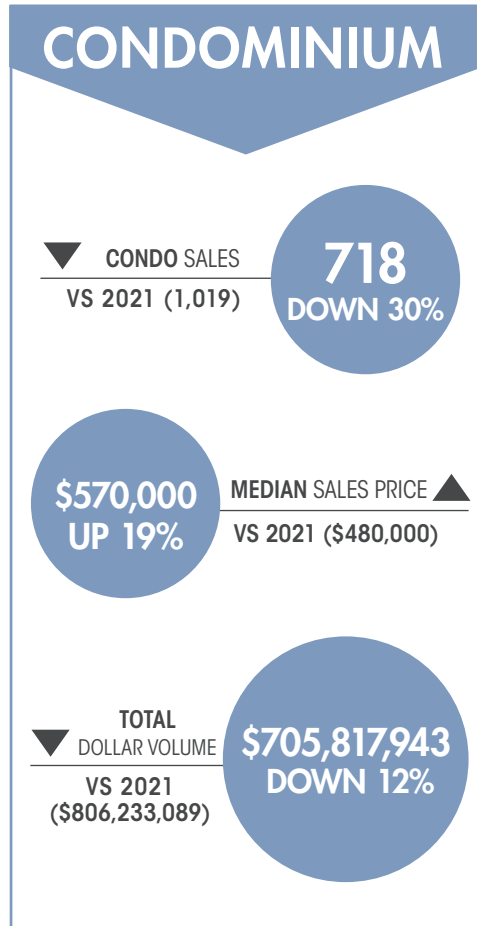 CONDOMINIUM
CONDO SALES
VS 2021 (1,019)
718
DOWN 30%
$570,000
UP 19%
MEDIAN SALES PRICE
VS 2021 ($480,000)
TOTAL
DOLLAR VOLUME
VS 2021
($806,233,089)
$705,817,943
DOWN 12%